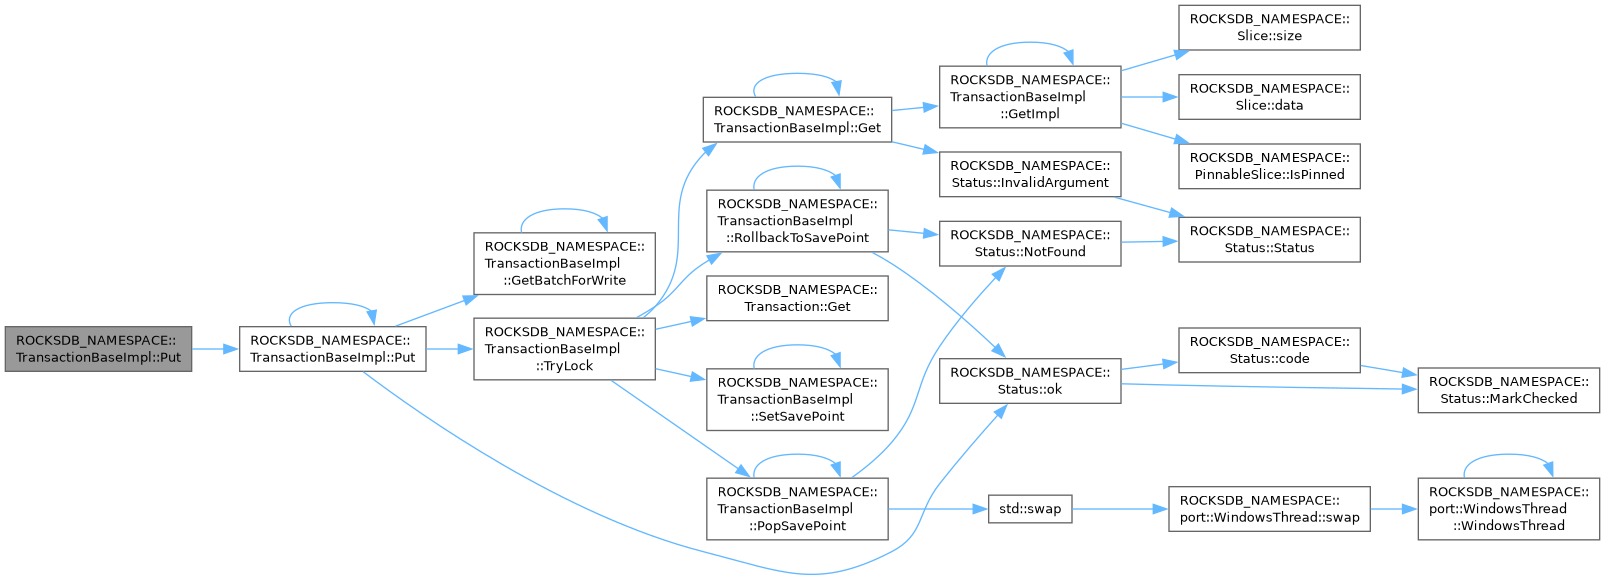 ROCKSDB_NAMESPACE::
TransactionBaseImpl::Put
ROCKSDB_NAMESPACE::
TransactionBaseImpl::Put
ROCKSDB_NAMESPACE::
TransactionBaseImpl
::GetBatchForWrite
ROCKSDB_NAMESPACE::
TransactionBaseImpl
::TryLock
ROCKSDB_NAMESPACE::
TransactionBaseImpl::Get
ROCKSDB_NAMESPACE::
TransactionBaseImpl
::RollbackToSavePoint
ROCKSDB_NAMESPACE::
Transaction::Get
ROCKSDB_NAMESPACE::
TransactionBaseImpl
::SetSavePoint
ROCKSDB_NAMESPACE::
TransactionBaseImpl
::PopSavePoint
ROCKSDB_NAMESPACE::
TransactionBaseImpl
::GetImpl
ROCKSDB_NAMESPACE::
Status::InvalidArgument
ROCKSDB_NAMESPACE::
Status::NotFound
ROCKSDB_NAMESPACE::
Status::ok
std::swap
ROCKSDB_NAMESPACE::
Slice::size
ROCKSDB_NAMESPACE::
Slice::data
ROCKSDB_NAMESPACE::
PinnableSlice::IsPinned
ROCKSDB_NAMESPACE::
Status::Status
ROCKSDB_NAMESPACE::
Status::code
ROCKSDB_NAMESPACE::
port::WindowsThread::swap
ROCKSDB_NAMESPACE::
Status::MarkChecked
ROCKSDB_NAMESPACE::
port::WindowsThread
::WindowsThread